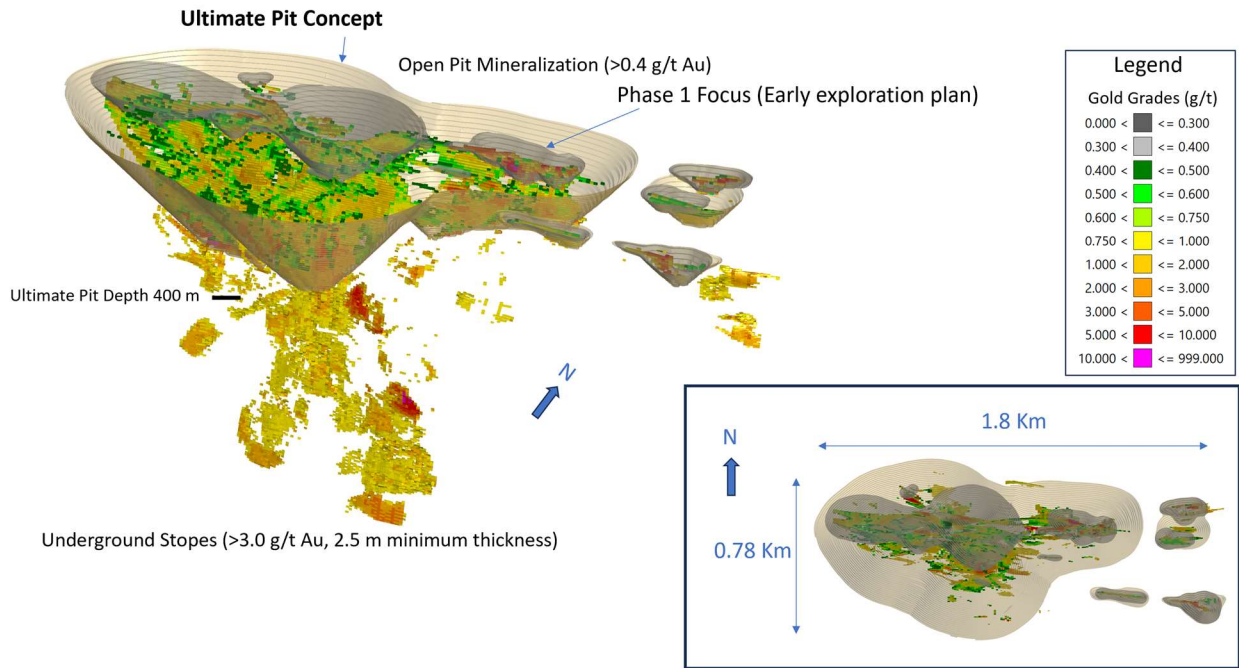 Ultimate Pit Concept
Open Pit Mineralization (>0.4 g/t Au)
Phase 1 Focus (Early exploration plan)
Ultimate Pit Depth 400 m
N
Underground Stopes (>3.0 g/t Au, 2.5 m minimum thickness)
Legend
Gold Grades (g/t)
0.000 < <= 0.300
0.300 < <= 0.400
0.400 < <= 0.500
0.500 < <= 0.600
0.600 < <= 0.750
0.750 < <= 1.000
1.000 < <= 2.000
2.000 < <= 3.000
3.000 < <= 5.000
5.000 < <= 10.000
10.000 < <= 999.000
1.8 Km
N
0.78 Km